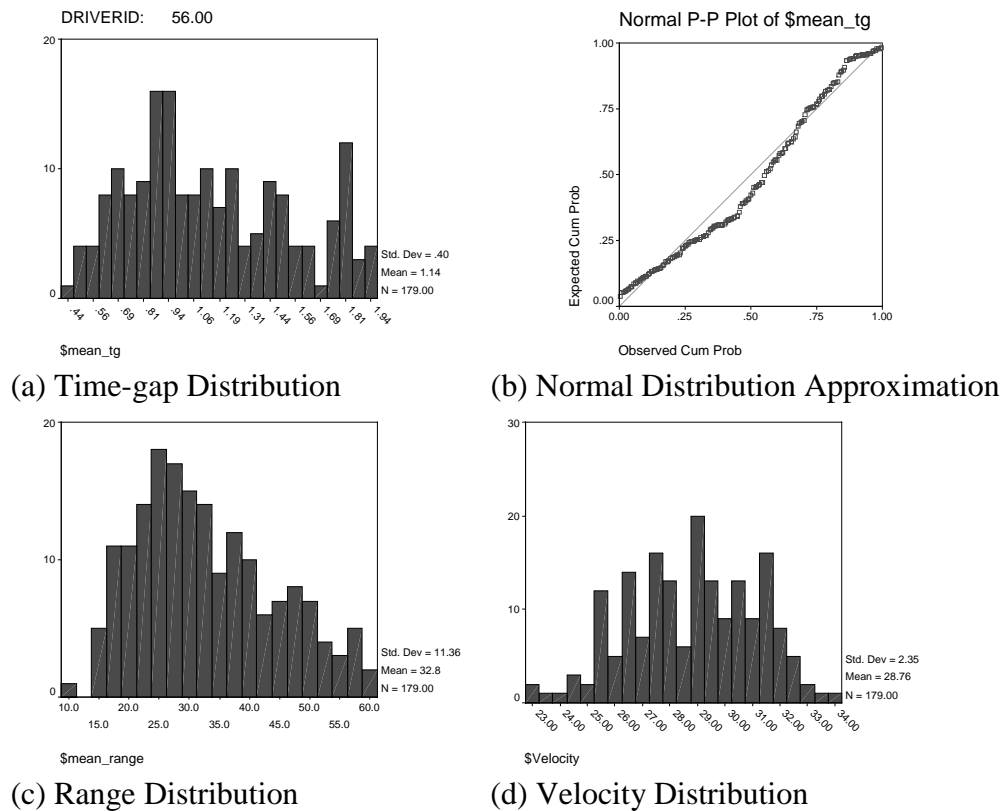 DRIVERID: 56.00
20
10
0
.44 .56 .69 .81 .94 1.06 1.19 1.31 1.44 1.56 1.69 1.81 1.94
$mean_tg
Std. Dev = .40
Mean = 1.14
N = 179.00
(a) Time-gap Distribution
Normal P-P Plot of $mean_tg
Expected Cum Prob
1.00
.75
.50
.25
0.00
0.00 .25 .50 .75 1.00
Observed Cum Prob
(b) Normal Distribution Approximation
20
10
0
10.0 20.0 30.0 40.0 50.0 60.0
15.0 25.0 35.0 45.0 55.0
$mean_range
Std. Dev = 11.36
Mean = 32.8
N = 179.00
(c) Range Distribution
30
20
10
0
23.00 24.00 25.00 26.00 27.00 28.00 29.00 30.00 31.00 32.00 33.00 34.00
$Velocity
Std. Dev = 2.35
Mean = 28.76
N = 179.00
(d) Velocity Distribution